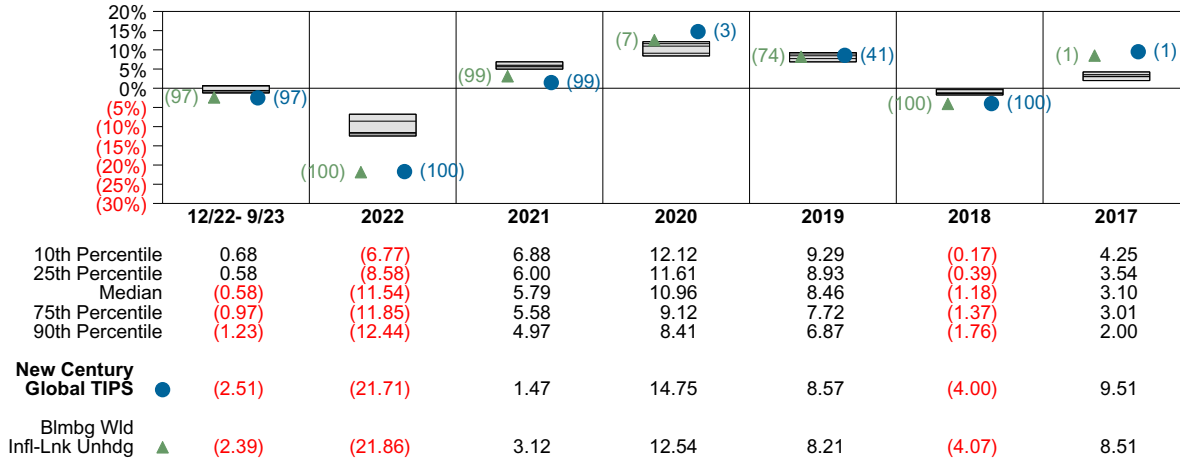 20%
15%
10%
5%
0%
(5%)
(10%)
(15%)
(20%)
(25%)
(30%)
(97) (97)
(100) (100)
(99) (99)
(7) (3)
(74) (41)
(100) (100)
(1) (1)
12/22- 9/23 2022 2021 2020 2019 2018 2017
10th Percentile 0.68 (6.77) 6.88 12.12 9.29 (0.17) 4.25
25th Percentile 0.58 (8.58) 6.00 11.61 8.93 (0.39) 3.54
Median (0.58) (11.54) 5.79 10.96 8.46 (1.18) 3.10
75th Percentile (0.97) (11.85) 5.58 9.12 7.72 (1.37) 3.01
90th Percentile (1.23) (12.44) 4.97 8.41 6.87 (1.76) 2.00
New Century
Global TIPS (2.51) (21.71) 1.47 14.75 8.57 (4.00) 9.51
Blmbg Wld
Infl-Lnk Unhdg (2.39) (21.86) 3.12 12.54 8.21 (4.07) 8.51